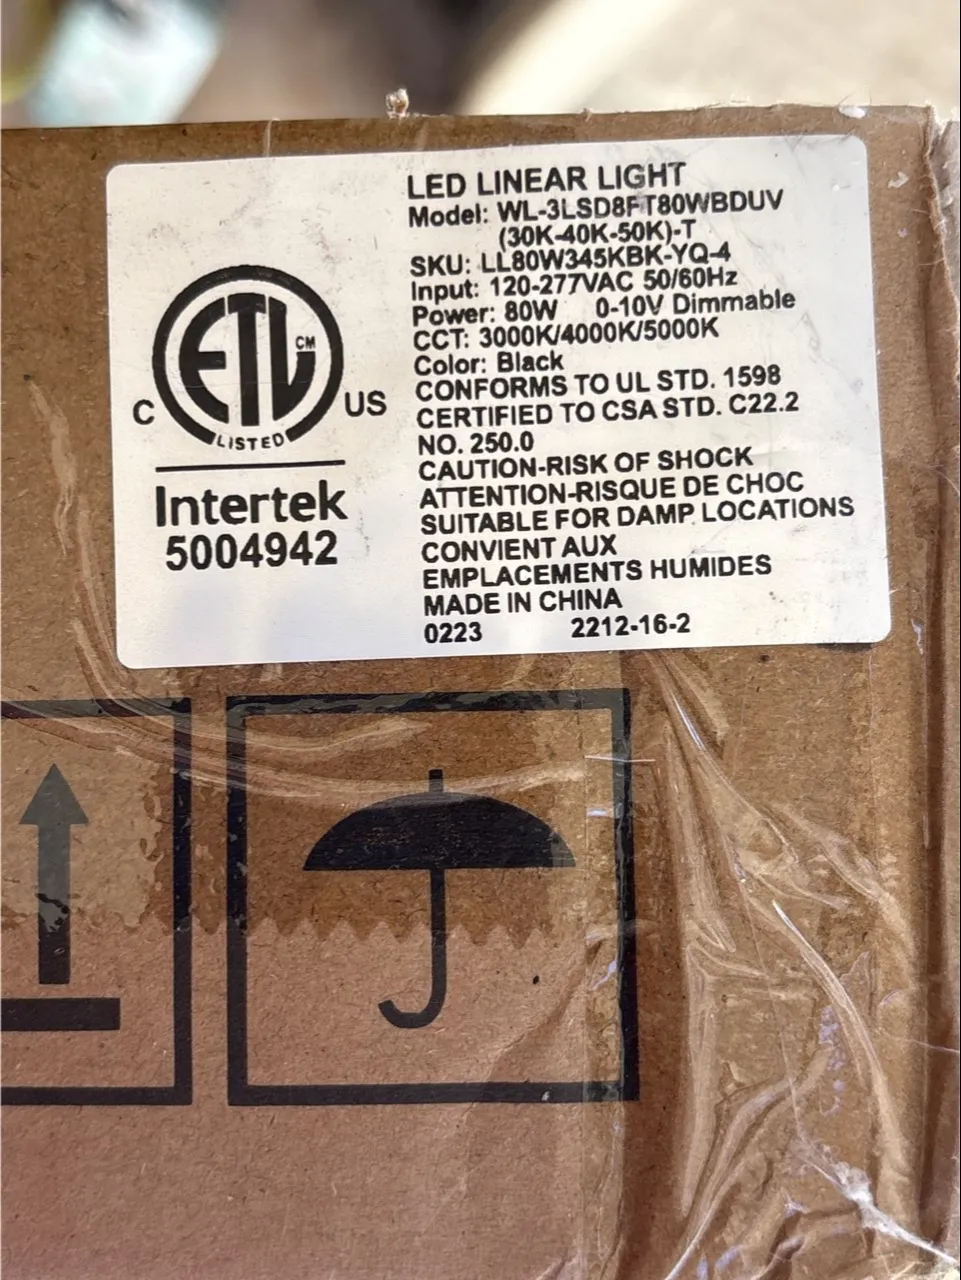 LED LINEAR LIGHT
Model: WL-3LSD8FT80WBDUV
(30K-40K-50K)-T
SKU: LL80W345KBK-YQ-4
Input: 120-277VAC 50/60Hz
Power: 80W 0-10V Dimmable
CCT: 3000K/4000K/5000K
Color: Black
CONFORMS TO UL STD. 1598
CERTIFIED TO CSA STD. C22.2
NO. 250.0
CAUTION-RISK OF SHOCK
ATTENTION-RISQUE DE CHOC
SUITABLE FOR DAMP LOCATIONS
CONVIENT AUX
EMPLACEMENTS HUMIDES
MADE IN CHINA
0223 2212-16-2
ETL CM
C US
LISTED
Intertek
5004942